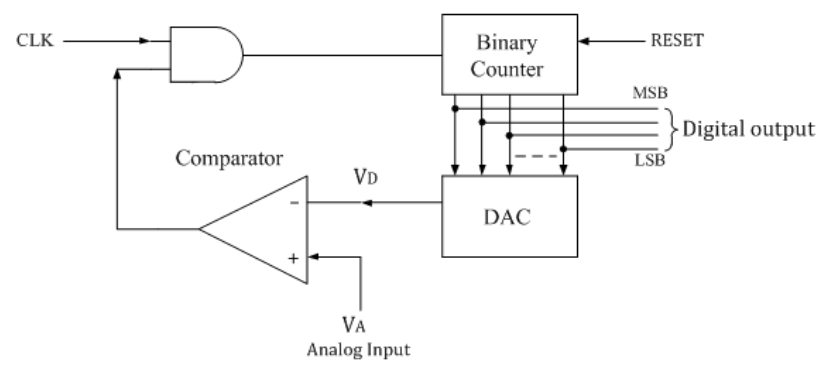 CLK
Binary
Counter
RESET
MSB
Digital output
LSB
Comparator
VD
DAC
−
+
VA
Analog Input